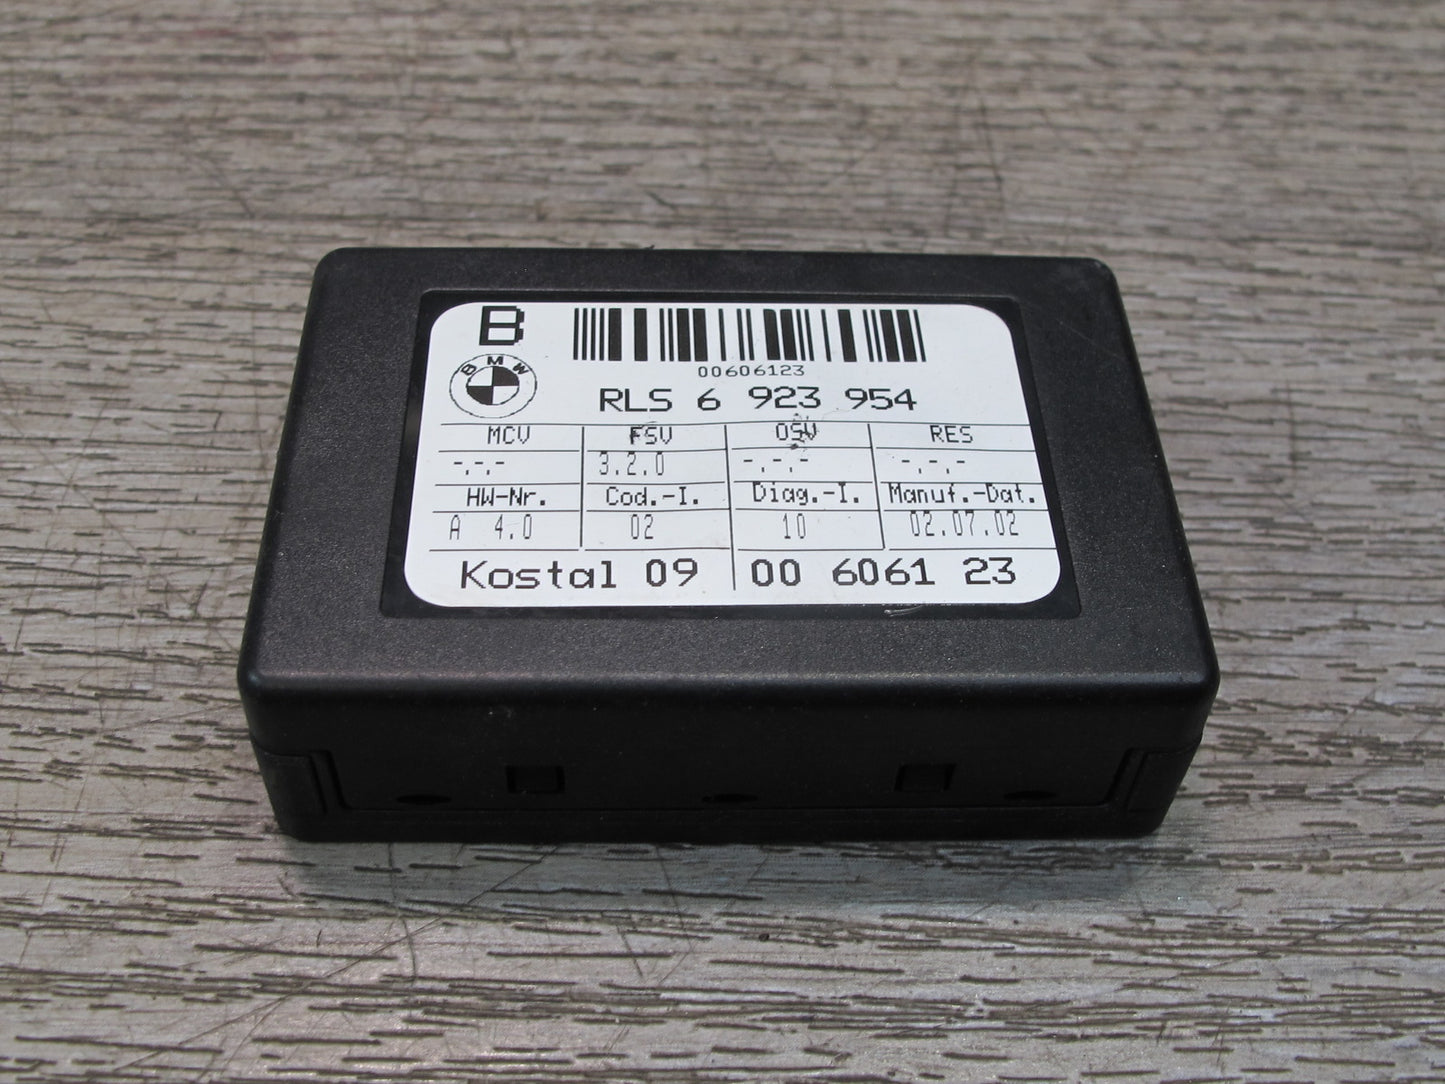 B
BMW
00606123
RLS 6 923 954
MCV FSV OSV RES
-.-.- 3.2.0 -.-.- -.-.-
HW-Nr. Cod.-I. Diag.-I. Manuf.-Dat.
A 4.0 02 10 02.07.02
Kostal 09 00 6061 23